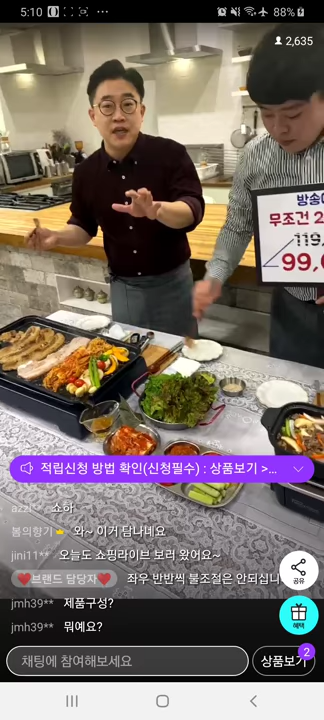 5:10
88%
2,635
방송
무조건 2
119,
99,
적립신청 방법 확인(신청필수) : 상품보기 >...
azzi** 쇼하
봄의향기 와~ 이거 탐나네요
jini11** 오늘도 쇼핑라이브 보러 왔어요~
브랜드 담당자 좌우 반반씩 불조절은 안되십니
공유
jmh39** 제품구성?
혜택
jmh39** 뭐예요?
2
채팅에 참여해보세요
상품보기